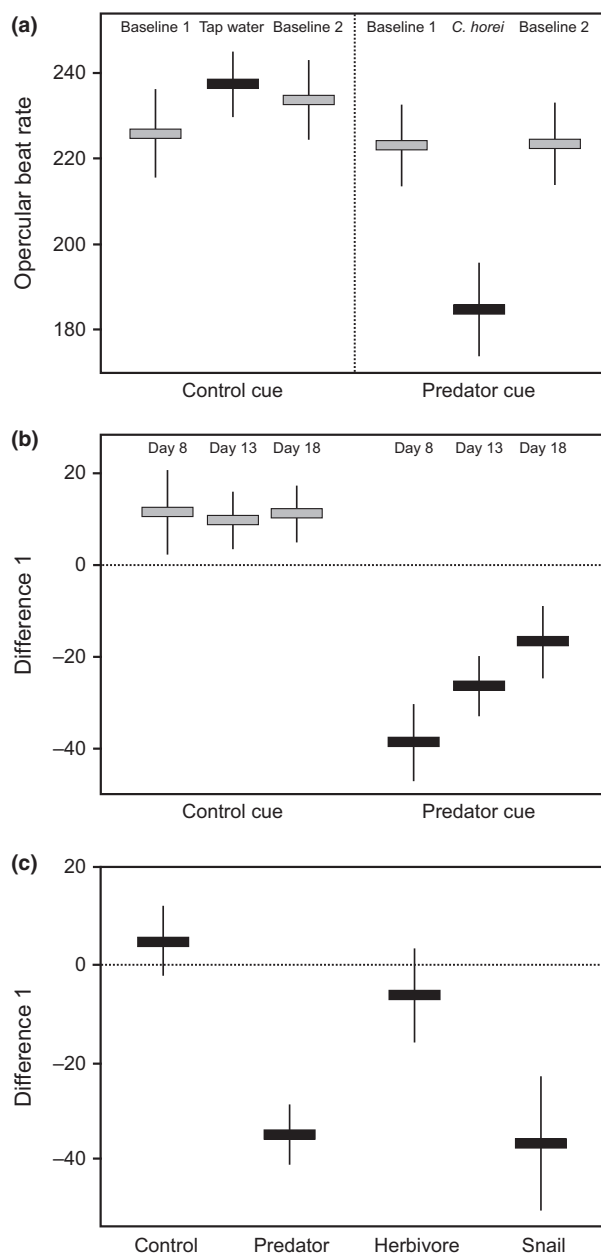 (a)
Baseline 1 Tap water Baseline 2 Baseline 1 C. horei Baseline 2
240
220
200
180
Opercular beat rate
Control cue Predator cue
(b)
Day 8 Day 13 Day 18 Day 8 Day 13 Day 18
20
0
–20
–40
Difference 1
Control cue Predator cue
(c)
20
0
–20
–40
Difference 1
Control Predator Herbivore Snail